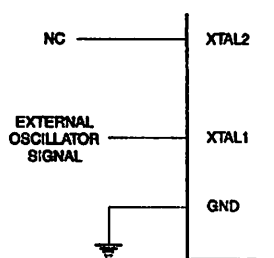 NC XTAL2
EXTERNAL
OSCILLATOR
SIGNAL
XTAL1
GND